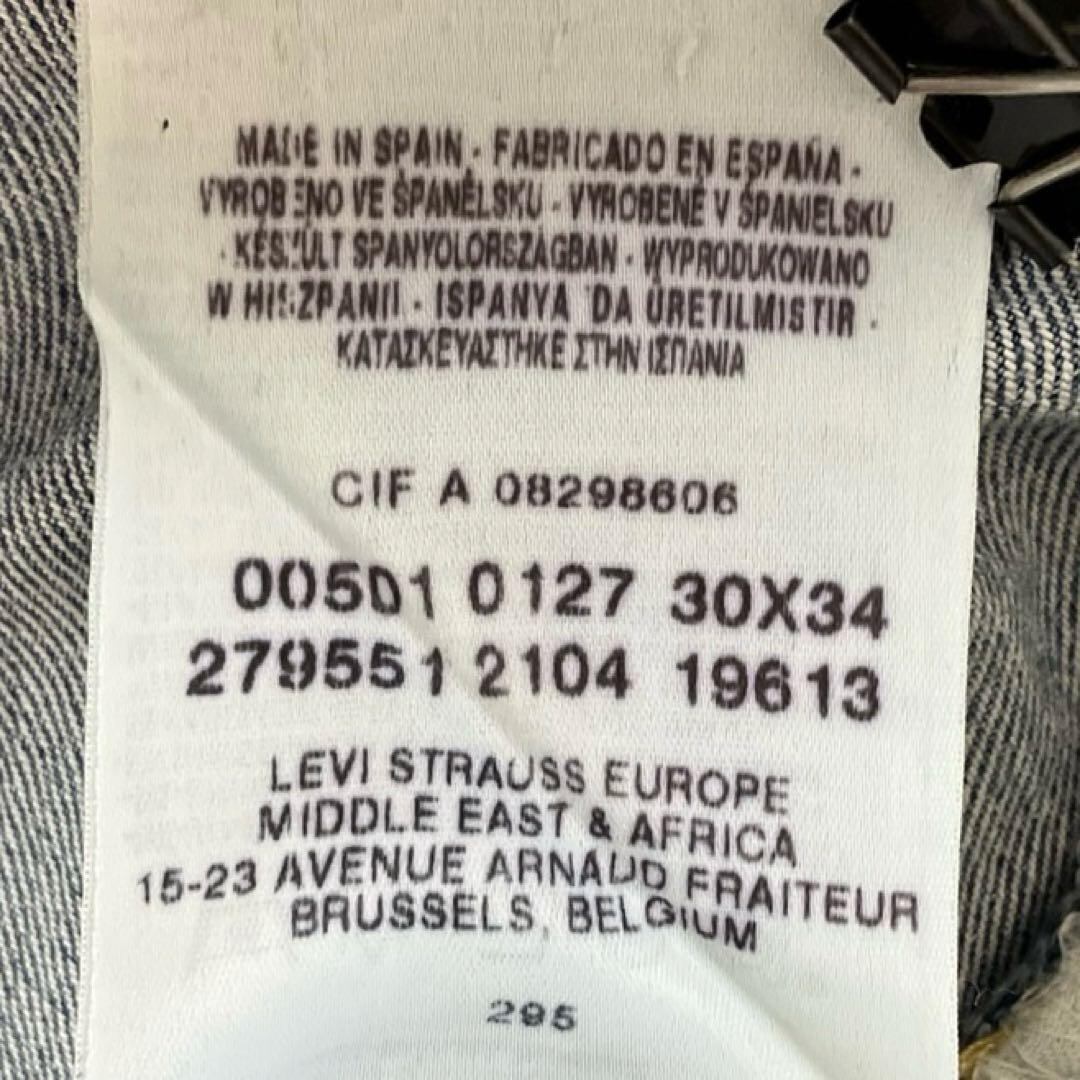 MADE IN SPAIN · FABRICADO EN ESPAÑA ·
VYROBENO VE ŚPANĚLSKU · VYROBENÉ V ŠPANIELSKU
· KÉSZÜLT SPANYOLORSZÁGBAN · WYPRODUKOWANO
W HISZPANII · ISPANYA 'DA ÜRETILMISTIR ·
ΚΑΤΑΣΚΕΥΑΣΤΗΚΕ ΣΤΗΝ ΙΣΠΑΝΙΑ
CIF A 08298606
00501 0127 30X34
279551 2104 19613
LEVI STRAUSS EUROPE
MIDDLE EAST & AFRICA
15-23 AVENUE ARNAUD FRAITEUR
BRUSSELS, BELGIUM
295